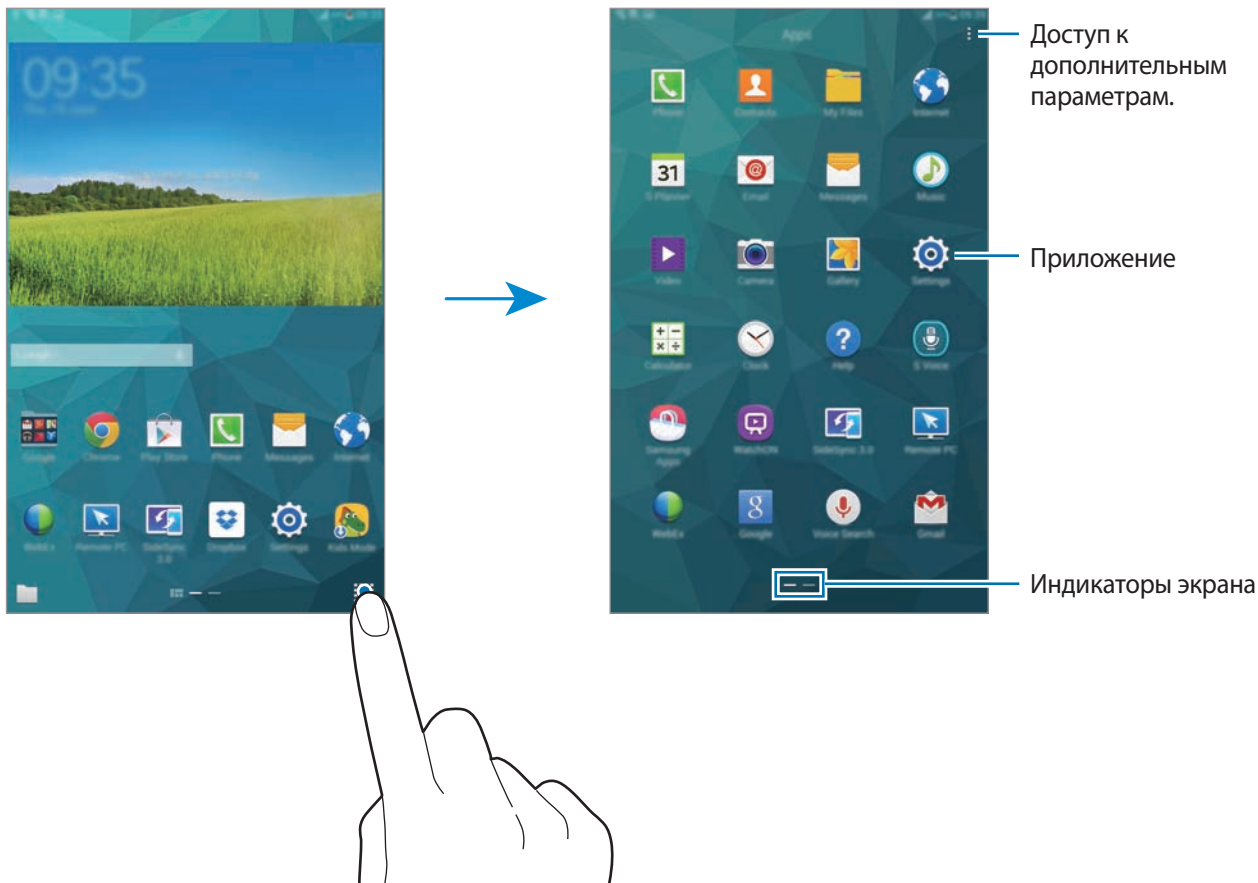 09:35
Google
Chrome
Play Store
Phone
Messages
Internet
WebEx
Remote PC
SideSync
3.0
Dropbox
Settings
Kids Mode
Apps
Phone
Contacts
My Files
Internet
31
S Planner
Email
Messages
Music
Video
Camera
Gallery
Settings
Calculator
Clock
Help
S Voice
Samsung
Apps
WatchON
SideSync 3.0
Remote PC
WebEx
Google
Voice Search
Gmail
Доступ к
дополнительным
параметрам.
Приложение
Индикаторы экрана